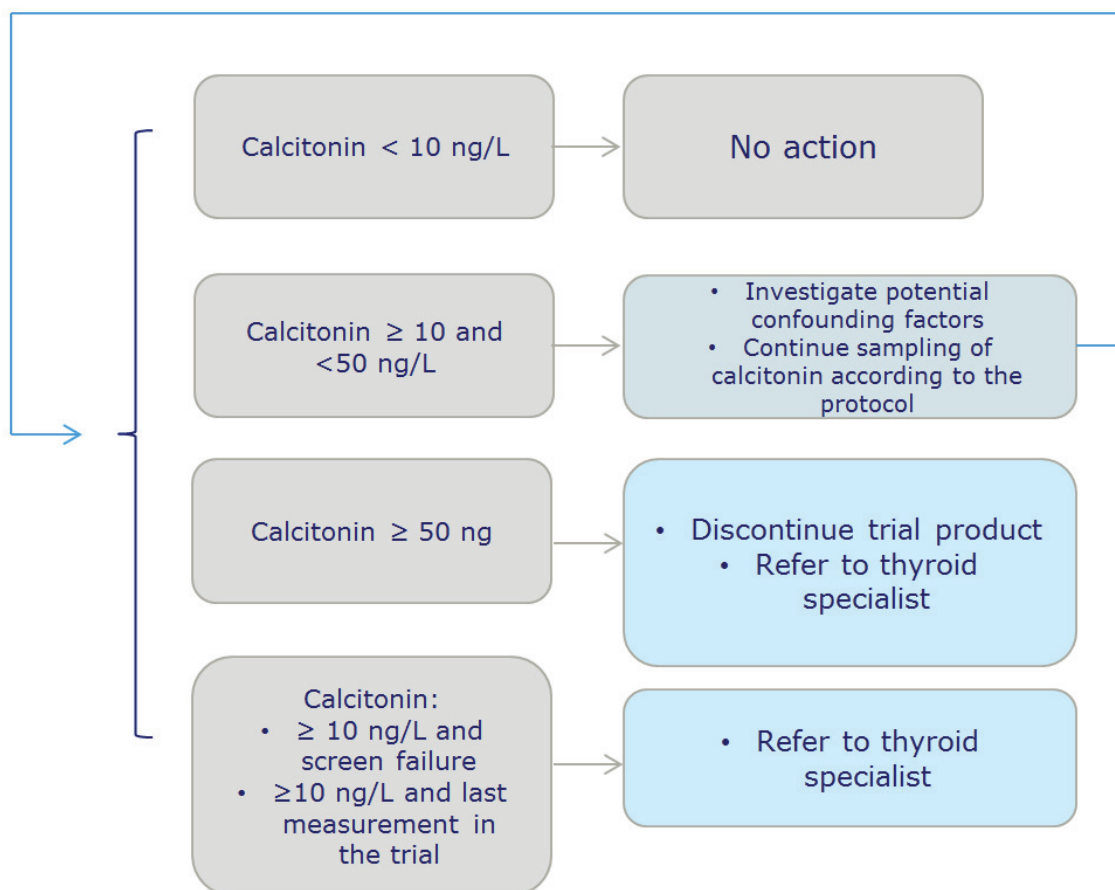 Calcitonin < 10 ng/L
No action
Calcitonin ≥ 10 and
<50 ng/L
• Investigate potential
confounding factors
• Continue sampling of
calcitonin according to the
protocol
Calcitonin ≥ 50 ng
• Discontinue trial product
• Refer to thyroid
specialist
Calcitonin:
• ≥ 10 ng/L and
screen failure
• ≥10 ng/L and last
measurement in
the trial
• Refer to thyroid
specialist